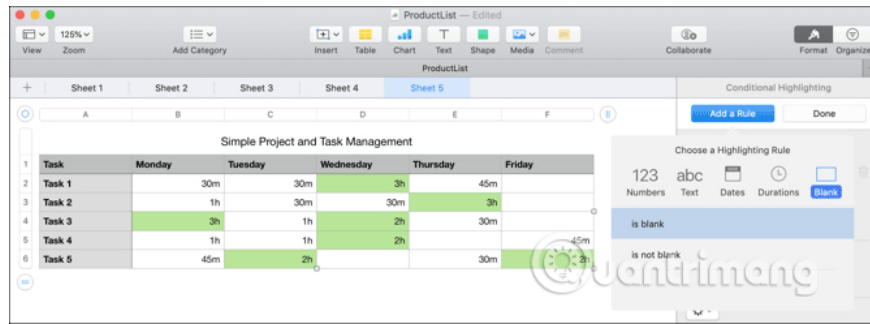 ProductList — Edited
125%
View Zoom Add Category Insert Table Chart Text Shape Media Comment Collaborate Format Organize
ProductList
Sheet 1 Sheet 2 Sheet 3 Sheet 4 Sheet 5 Conditional Highlighting
Add a Rule Done
A B C D E F
Simple Project and Task Management
Choose a Highlighting Rule
1 Task Monday Tuesday Wednesday Thursday Friday
2 Task 1 30m 30m 3h 45m
3 Task 2 1h 30m 30m 3h
4 Task 3 3h 1h 2h 30m
5 Task 4 1h 1h 2h 45m
6 Task 5 45m 2h 30m 2h
123 abc
Numbers Text Dates Durations Blank
is blank
is not blank
Quantrimang